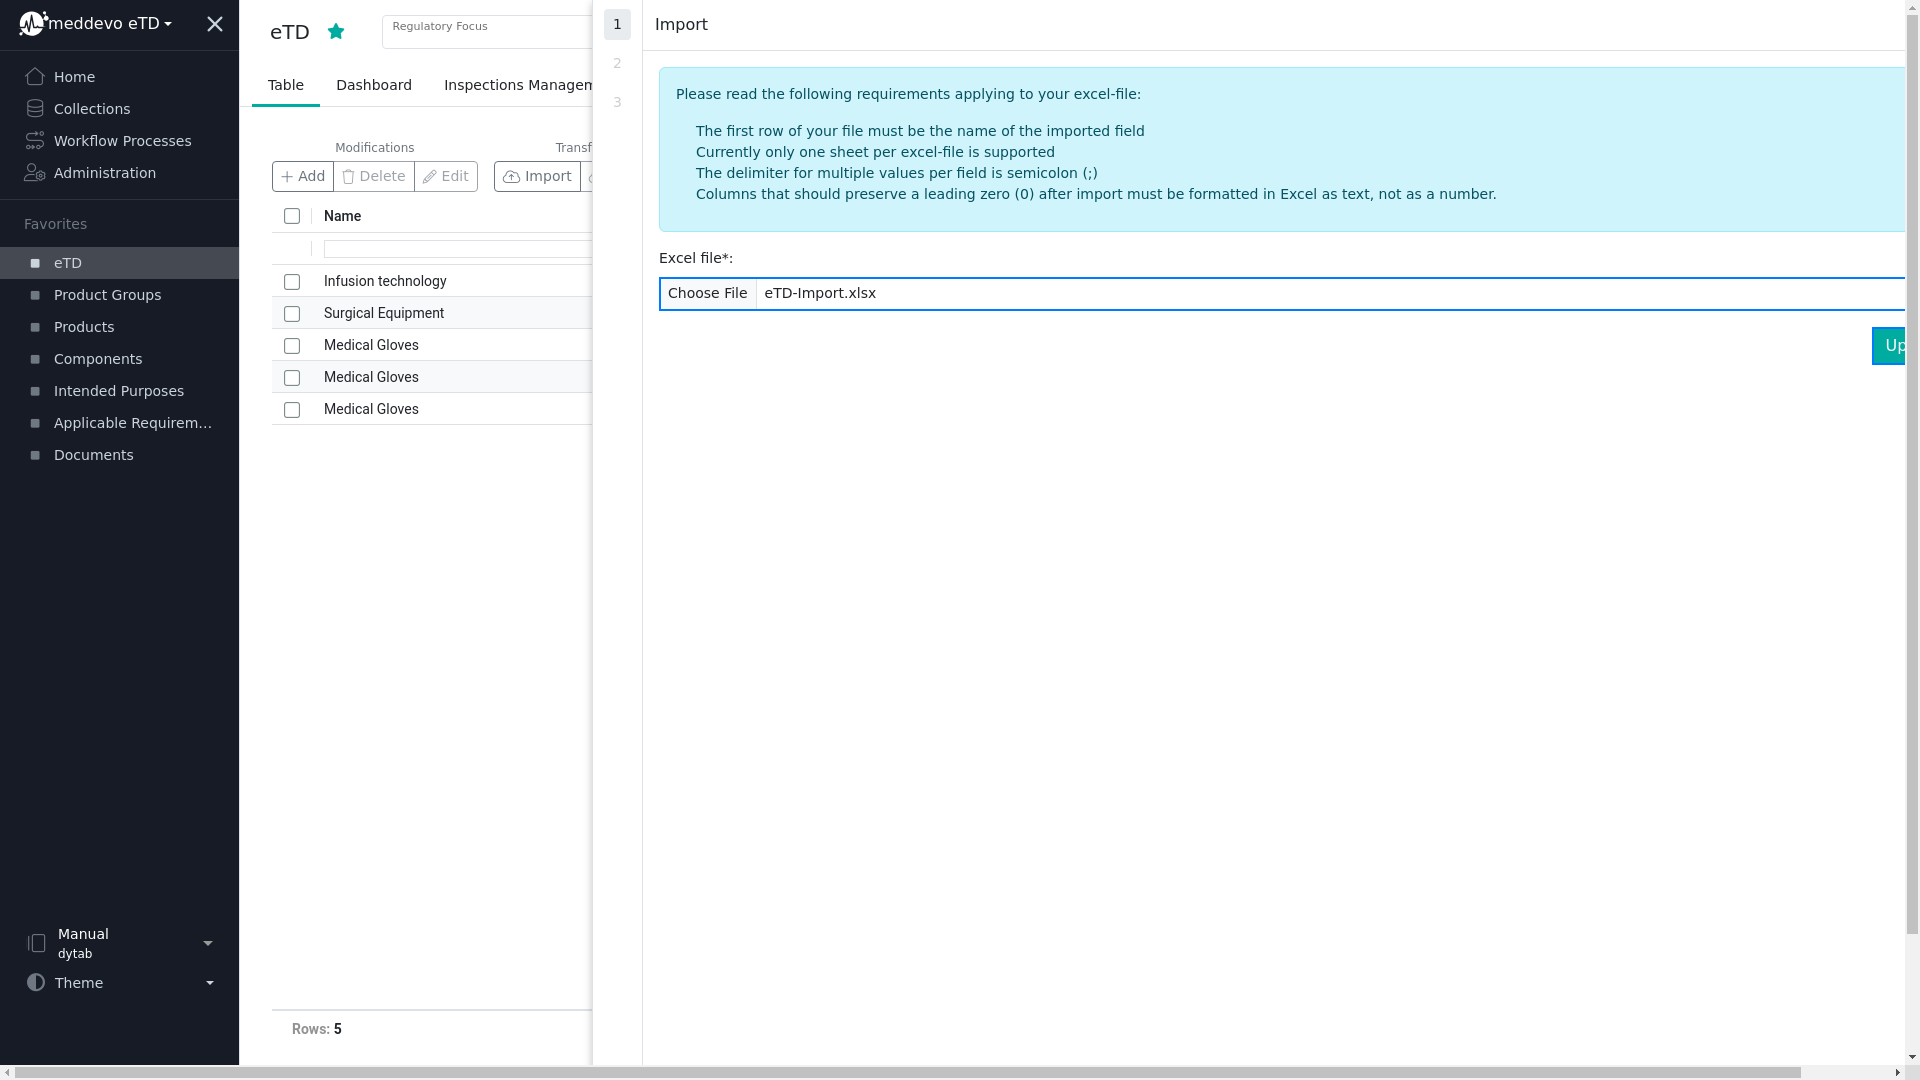 meddevo eTD
Home
Collections
Workflow Processes
Administration
Favorites
eTD
Product Groups
Products
Components
Intended Purposes
Applicable Requirem...
Documents
Manual
dytab
Theme
eTD
Regulatory Focus
Table
Dashboard
Inspections Managem
Modifications
Transf
Add
Delete
Edit
Import
Name
Infusion technology
Surgical Equipment
Medical Gloves
Medical Gloves
Medical Gloves
Rows: 5
1
2
3
Import
Please read the following requirements applying to your excel-file:
The first row of your file must be the name of the imported field
Currently only one sheet per excel-file is supported
The delimiter for multiple values per field is semicolon (;)
Columns that should preserve a leading zero (0) after import must be formatted in Excel as text, not as a number.
Excel file*:
Choose File eTD-Import.xlsx
Up